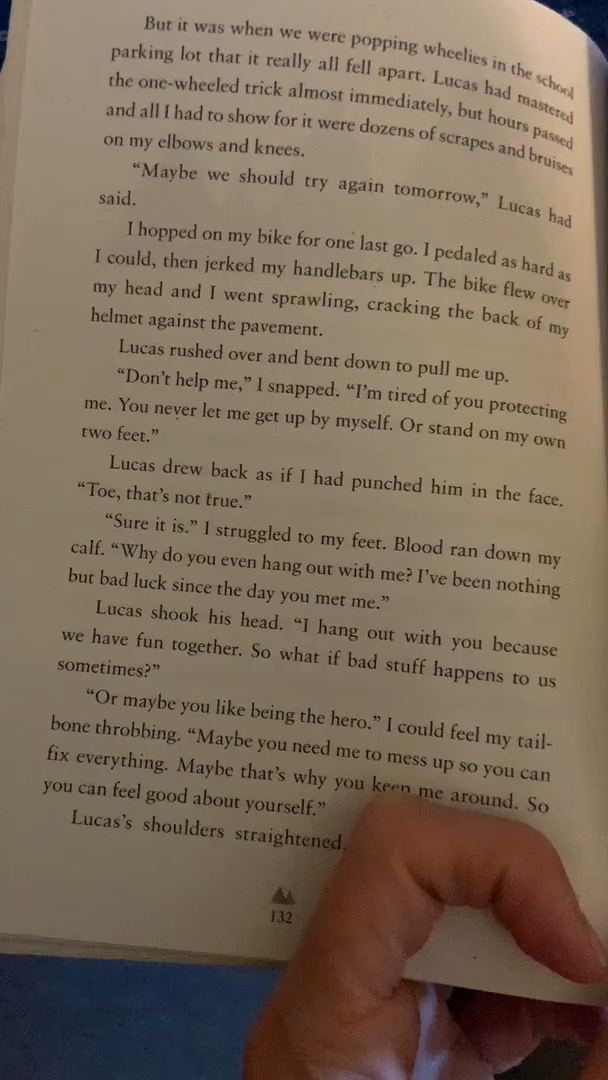 But it was when we were popping wheelies in the school
parking lot that it really all fell apart. Lucas had mastered
the one-wheeled trick almost immediately, but hours passed
and all I had to show for it were dozens of scrapes and bruises
on my elbows and knees.
“Maybe we should try again tomorrow,” Lucas had
said.
I hopped on my bike for one last go. I pedaled as hard as
I could, then jerked my handlebars up. The bike flew over
my head and I went sprawling, cracking the back of my
helmet against the pavement.
Lucas rushed over and bent down to pull me up.
“Don’t help me,” I snapped. “I’m tired of you protecting
me. You never let me get up by myself. Or stand on my own
two feet.”
Lucas drew back as if I had punched him in the face.
“Toe, that’s not true.”
“Sure it is.” I struggled to my feet. Blood ran down my
calf. “Why do you even hang out with me? I’ve been nothing
but bad luck since the day you met me.”
Lucas shook his head. “I hang out with you because
we have fun together. So what if bad stuff happens to us
sometimes?”
“Or maybe you like being the hero.” I could feel my tail-
bone throbbing. “Maybe you need me to mess up so you can
fix everything. Maybe that’s why you keep me around. So
you can feel good about yourself.”
Lucas’s shoulders straightened.
132